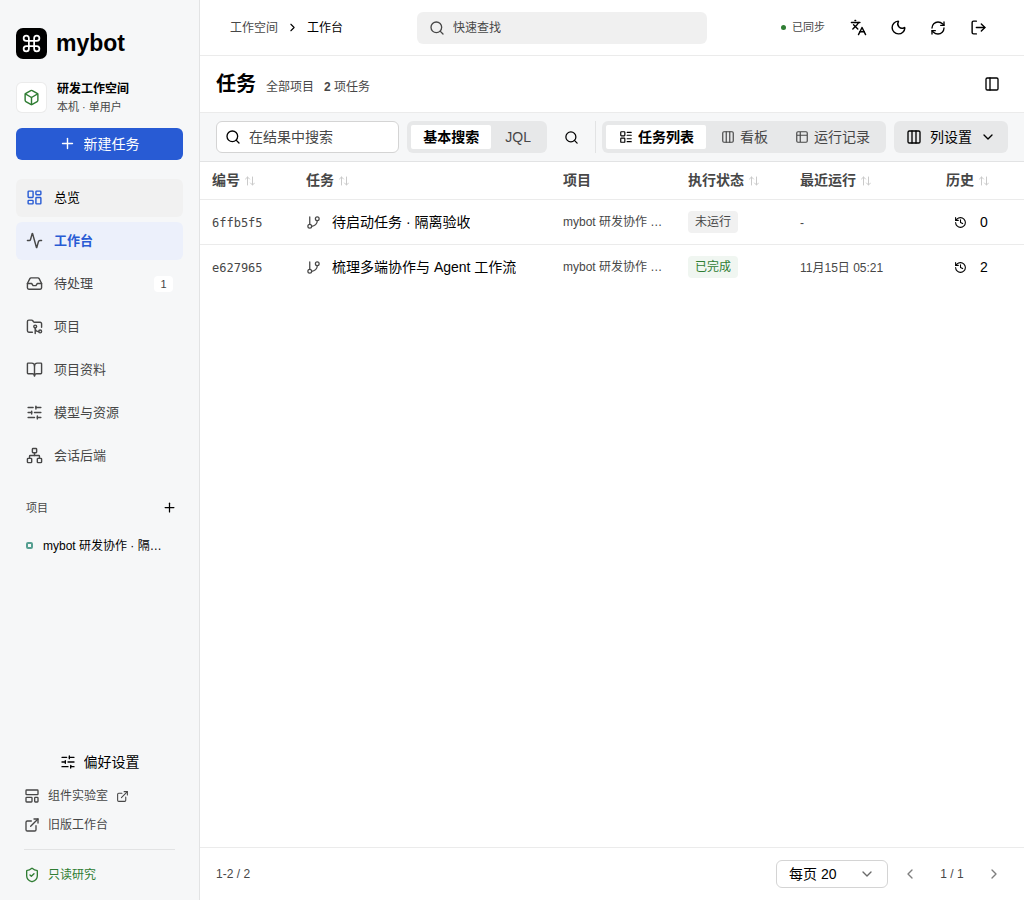 mybot
研发工作空间
本机 · 单用户
新建任务
总览
工作台
待处理 1
项目
项目资料
模型与资源
会话后端
项目
mybot 研发协作 · 隔…
偏好设置
组件实验室
旧版工作台
只读研究
工作空间 工作台
快速查找
已同步
任务 全部项目 2 项任务
在结果中搜索 基本搜索 JQL 任务列表 看板 运行记录 列设置
编号 任务 项目 执行状态 最近运行 历史
6ffb5f5 待启动任务 · 隔离验收 mybot 研发协作 … 未运行 - 0
e627965 梳理多端协作与 Agent 工作流 mybot 研发协作 … 已完成 11月15日 05:21 2
1-2 / 2 每页 20 1 / 1